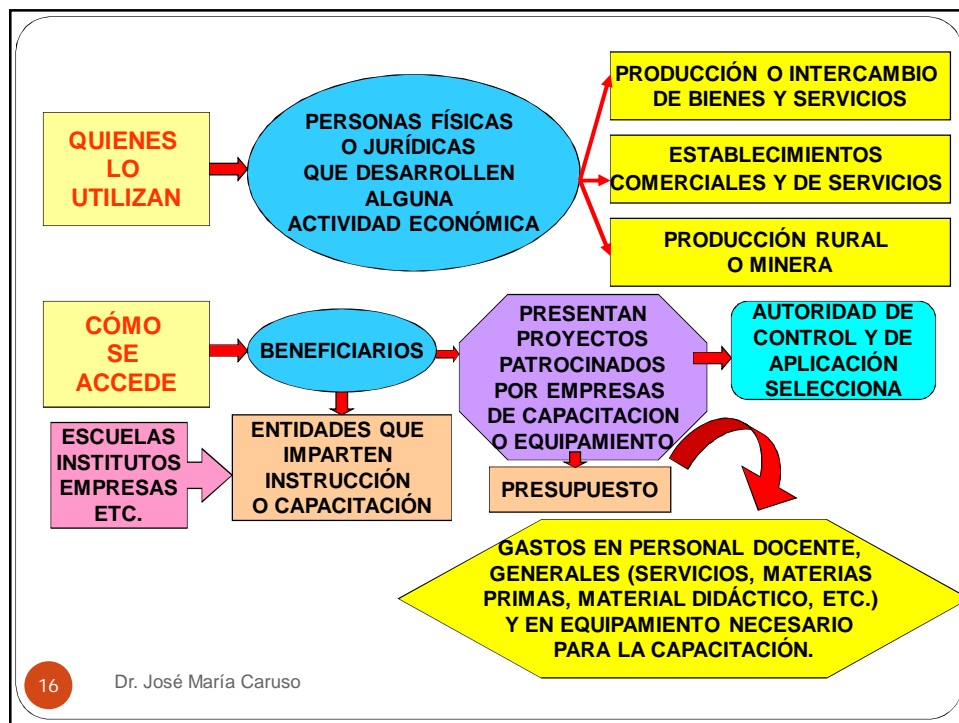 QUIENES
LO
UTILIZAN
PERSONAS FÍSICAS
O JURÍDICAS
QUE DESARROLLEN
ALGUNA
ACTIVIDAD ECONÓMICA
PRODUCCIÓN O INTERCAMBIO
DE BIENES Y SERVICIOS
ESTABLECIMIENTOS
COMERCIALES Y DE SERVICIOS
PRODUCCIÓN RURAL
O MINERA
CÓMO
SE
ACCEDE
BENEFICIARIOS
PRESENTAN
PROYECTOS
PATROCINADOS
POR EMPRESAS
DE CAPACITACION
O EQUIPAMIENTO
AUTORIDAD DE
CONTROL Y DE
APLICACIÓN
SELECCIONA
ESCUELAS
INSTITUTOS
EMPRESAS
ETC.
ENTIDADES QUE
IMPARTEN
INSTRUCCIÓN
O CAPACITACIÓN
PRESUPUESTO
GASTOS EN PERSONAL DOCENTE,
GENERALES (SERVICIOS, MATERIAS
PRIMAS, MATERIAL DIDÁCTICO, ETC.)
Y EN EQUIPAMIENTO NECESARIO
PARA LA CAPACITACIÓN.
16
Dr. José María Caruso